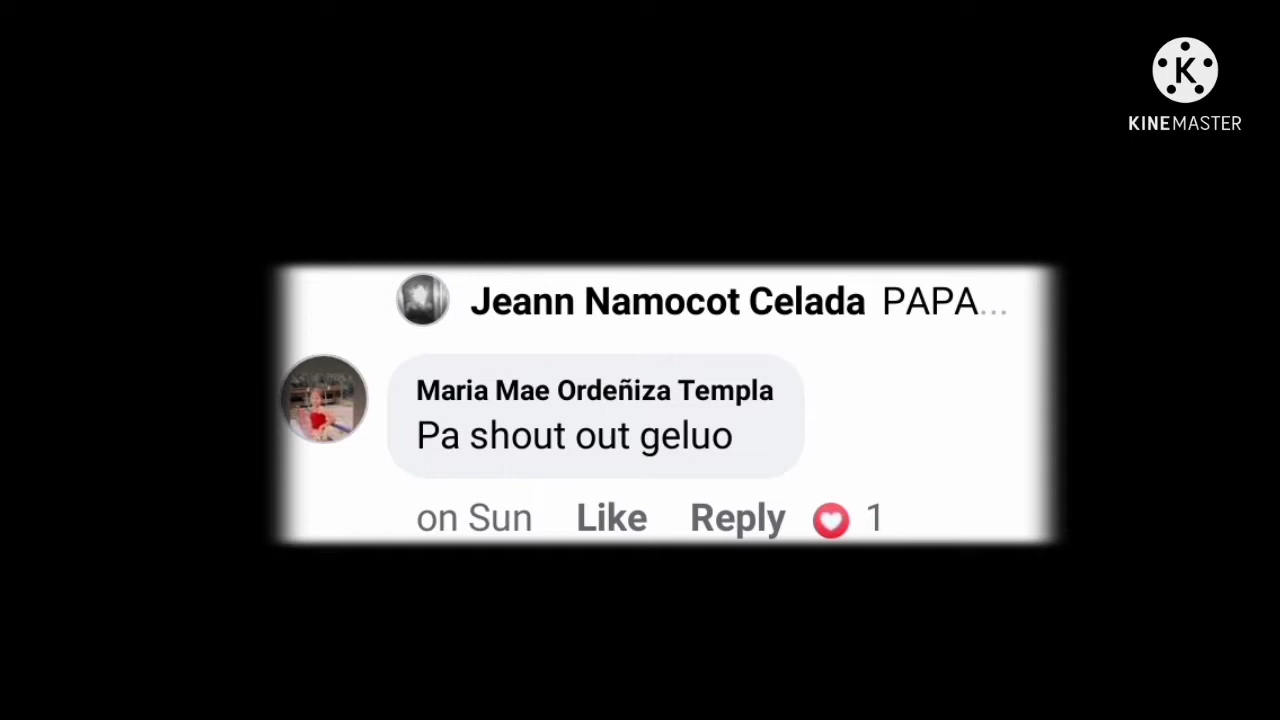 KINEMASTER
Jeann Namocot Celada PAPA...
Maria Mae Ordeñiza Templa
Pa shout out geluo
on Sun Like Reply 1